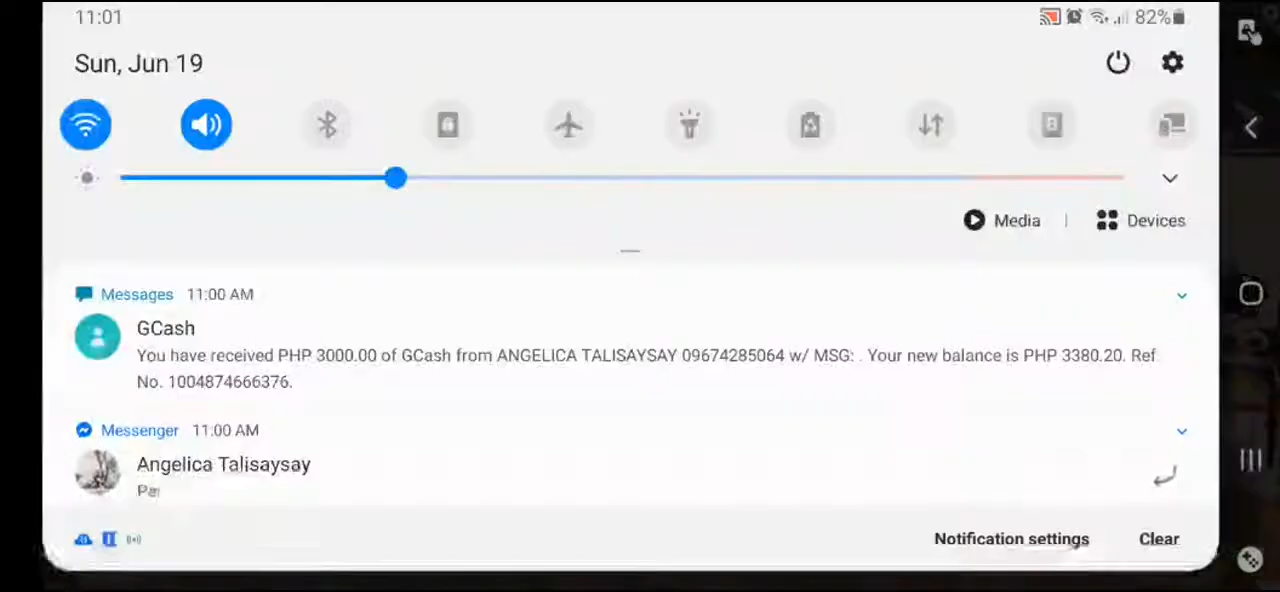 11:01 82%
Sun, Jun 19
Media | Devices
Messages 11:00 AM
GCash
You have received PHP 3000.00 of GCash from ANGELICA TALISAYSAY 09674285064 w/ MSG: . Your new balance is PHP 3380.20. Ref
No. 1004874666376.
Messenger 11:00 AM
Angelica Talisaysay
Notification settings Clear